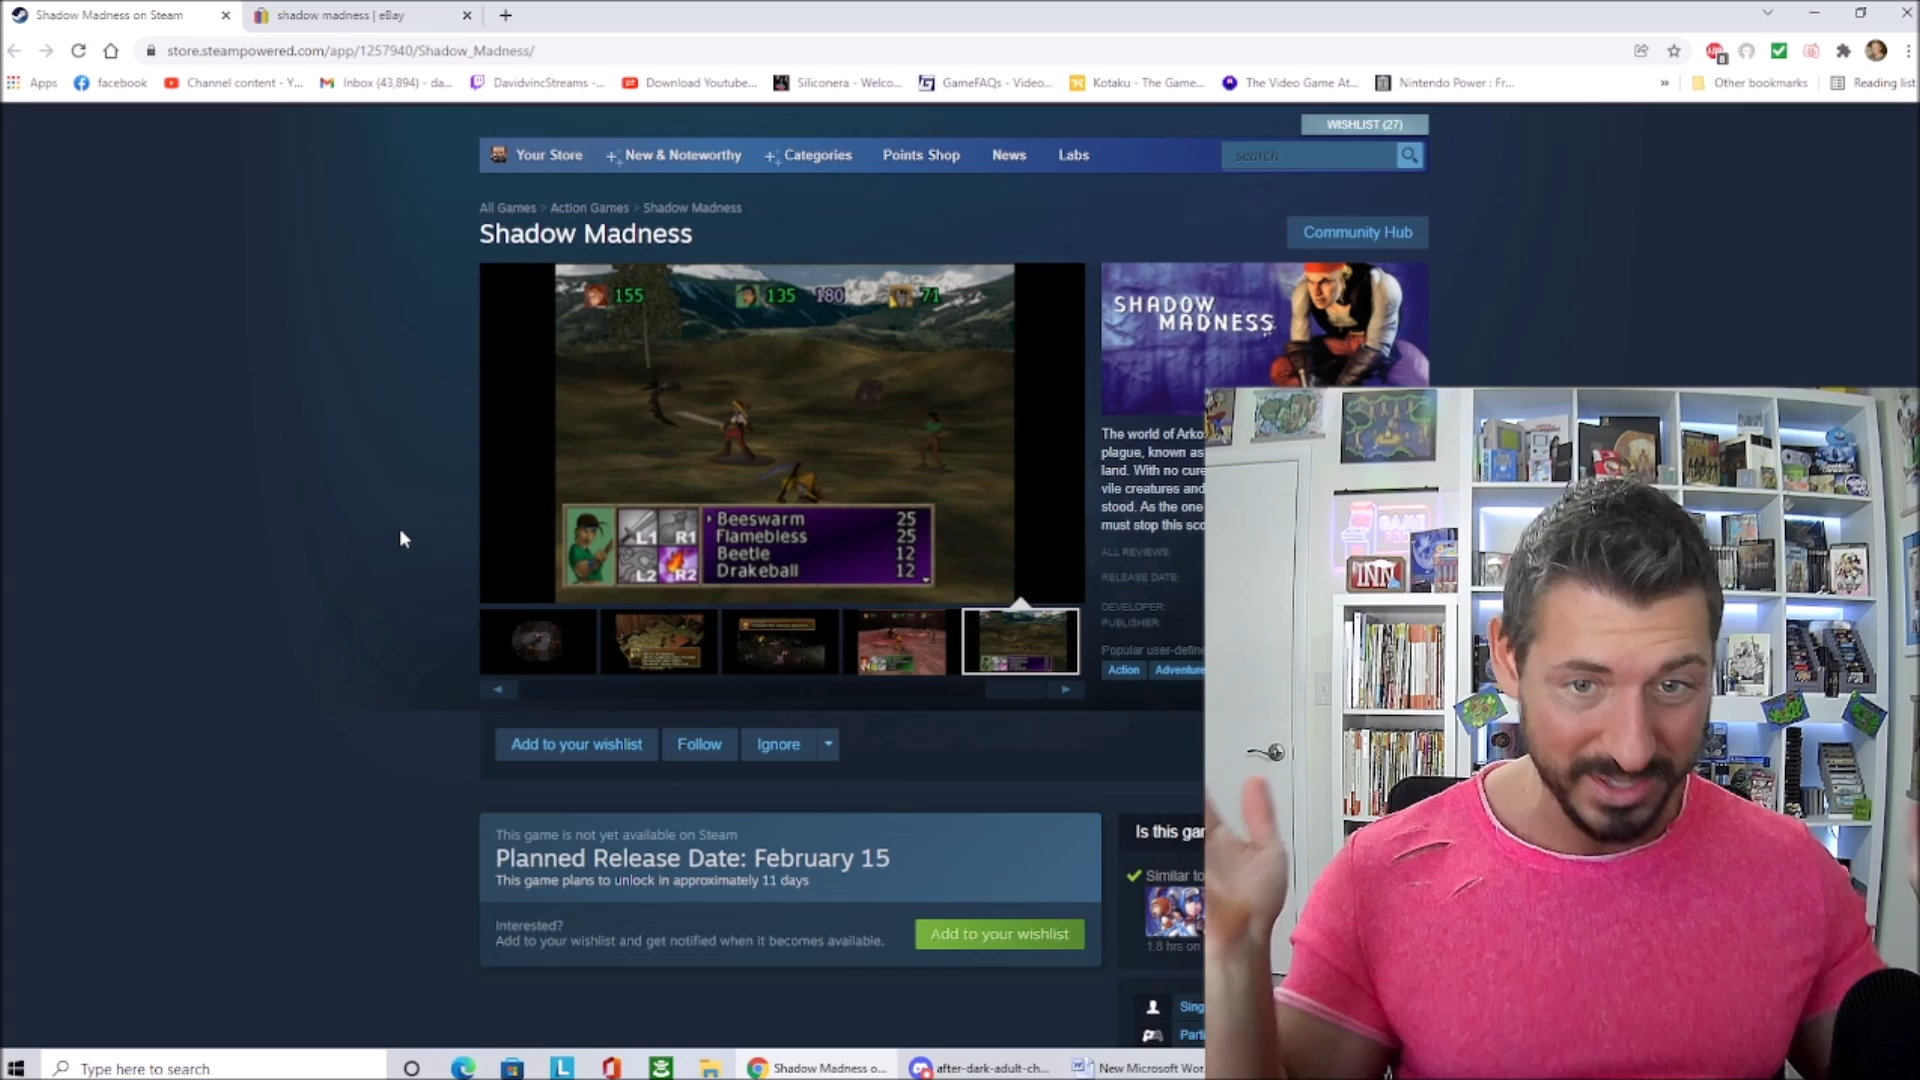 Shadow Madness on Steam
shadow madness | eBay
store.steampowered.com/app/1257940/Shadow_Madness/
Apps
facebook
Channel content - Y...
Inbox (43,894) - da...
DavidvincStreams -...
Download Youtube...
Siliconera - Welco...
GameFAQs - Video...
Kotaku - The Game...
The Video Game At...
Nintendo Power : Fr...
»
Other bookmarks
Reading list
WISHLIST (27)
Your Store
New & Noteworthy
Categories
Points Shop
News
Labs
search
All Games > Action Games > Shadow Madness
Shadow Madness
Community Hub
155
135
180
71
SHADOW
MADNESS
L1
R1
L2
R2
Beeswarm 25
Flamebless 25
Beetle 12
Drakeball 12
The world of Arko
plague, known as
land. With no cure
vile creatures and
stood. As the one
must stop this sco
ALL REVIEWS:
RELEASE DATE:
DEVELOPER:
PUBLISHER:
Popular user-define
Action
Adventure
GAME
INN
Add to your wishlist
Follow
Ignore
This game is not yet available on Steam
Planned Release Date: February 15
This game plans to unlock in approximately 11 days
Interested?
Add to your wishlist and get notified when it becomes available.
Add to your wishlist
Is this gam
Similar to
1.8 hrs on
Sing
Parti
Type here to search
Shadow Madness o...
after-dark-adult-ch...
New Microsoft Wor